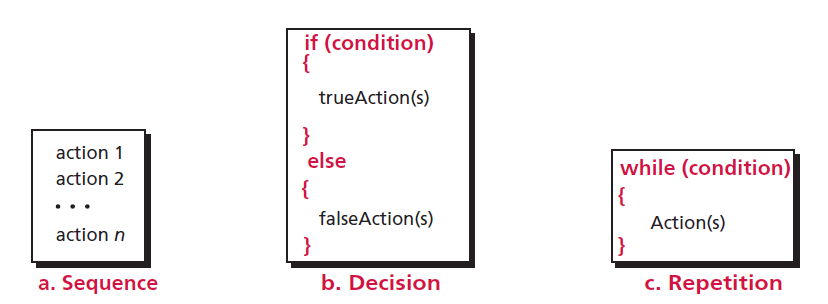 action 1
action 2
. . .
action n
a. Sequence
if (condition)
{
trueAction(s)
}
else
{
falseAction(s)
}
b. Decision
while (condition)
{
Action(s)
}
c. Repetition